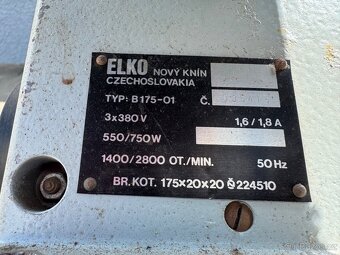 ELKO NOVÝ KNÍN
CZECHOSLOVAKIA
TYP: B175-01 Č.
3x380V 1,6/1,8 A
550/750W
1400/2800 OT./MIN. 50Hz
BR. KOT. 175x20x20 Č 224510